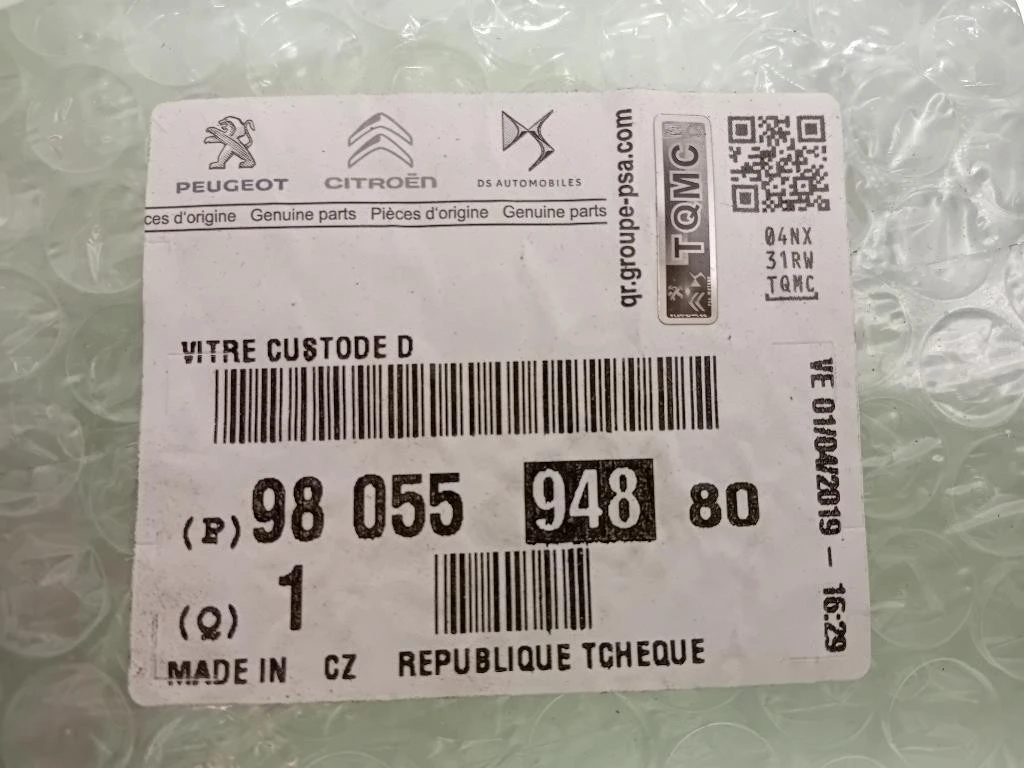 PEUGEOT
CITROËN
DS AUTOMOBILES
ces d'origine Genuine parts Pièces d'origine Genuine parts
qr.groupe-psa.com
TQMC
04NX
31RW
TQMC
VITRE CUSTODE D
(P) 98 055 948 80
(Q) 1
MADE IN CZ REPUBLIQUE TCHEQUE
VE 01/04/2019 - 16:29